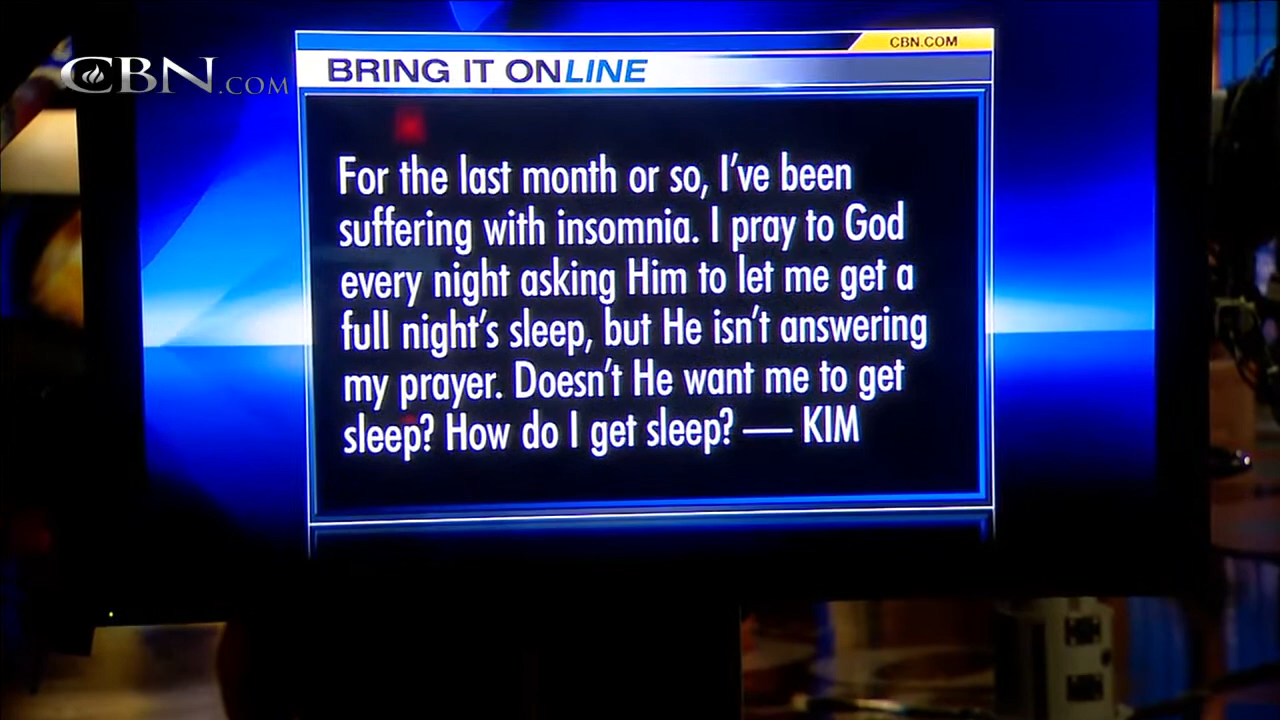 CBN.COM
CBN.COM
BRING IT ONLINE
For the last month or so, I've been
suffering with insomnia. I pray to God
every night asking Him to let me get a
full night's sleep, but He isn't answering
my prayer. Doesn't He want me to get
sleep? How do I get sleep? — KIM